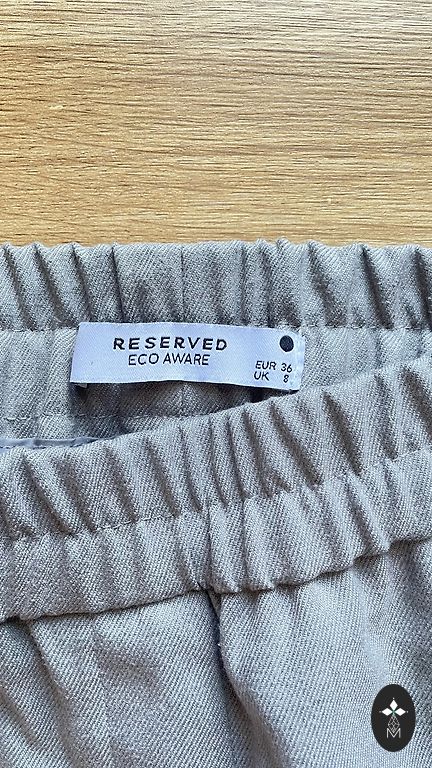 RESERVED
ECO AWARE
EUR 36
UK 8